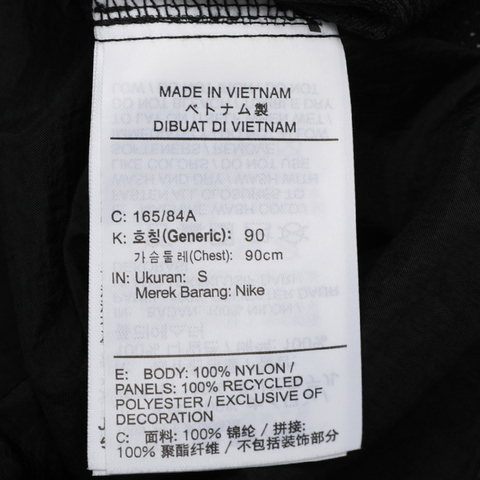 MADE IN VIETNAM
ベトナム製
DIBUAT DI VIETNAM
C: 165/84A
K: 호칭(Generic): 90
가슴둘레(Chest): 90cm
IN: Ukuran: S
Merek Barang: Nike
E: BODY: 100% NYLON /
PANELS: 100% RECYCLED
POLYESTER / EXCLUSIVE OF
DECORATION
C: 面料: 100% 锦纶 / 拼接:
100% 聚酯纤维 / 不包括装饰部分